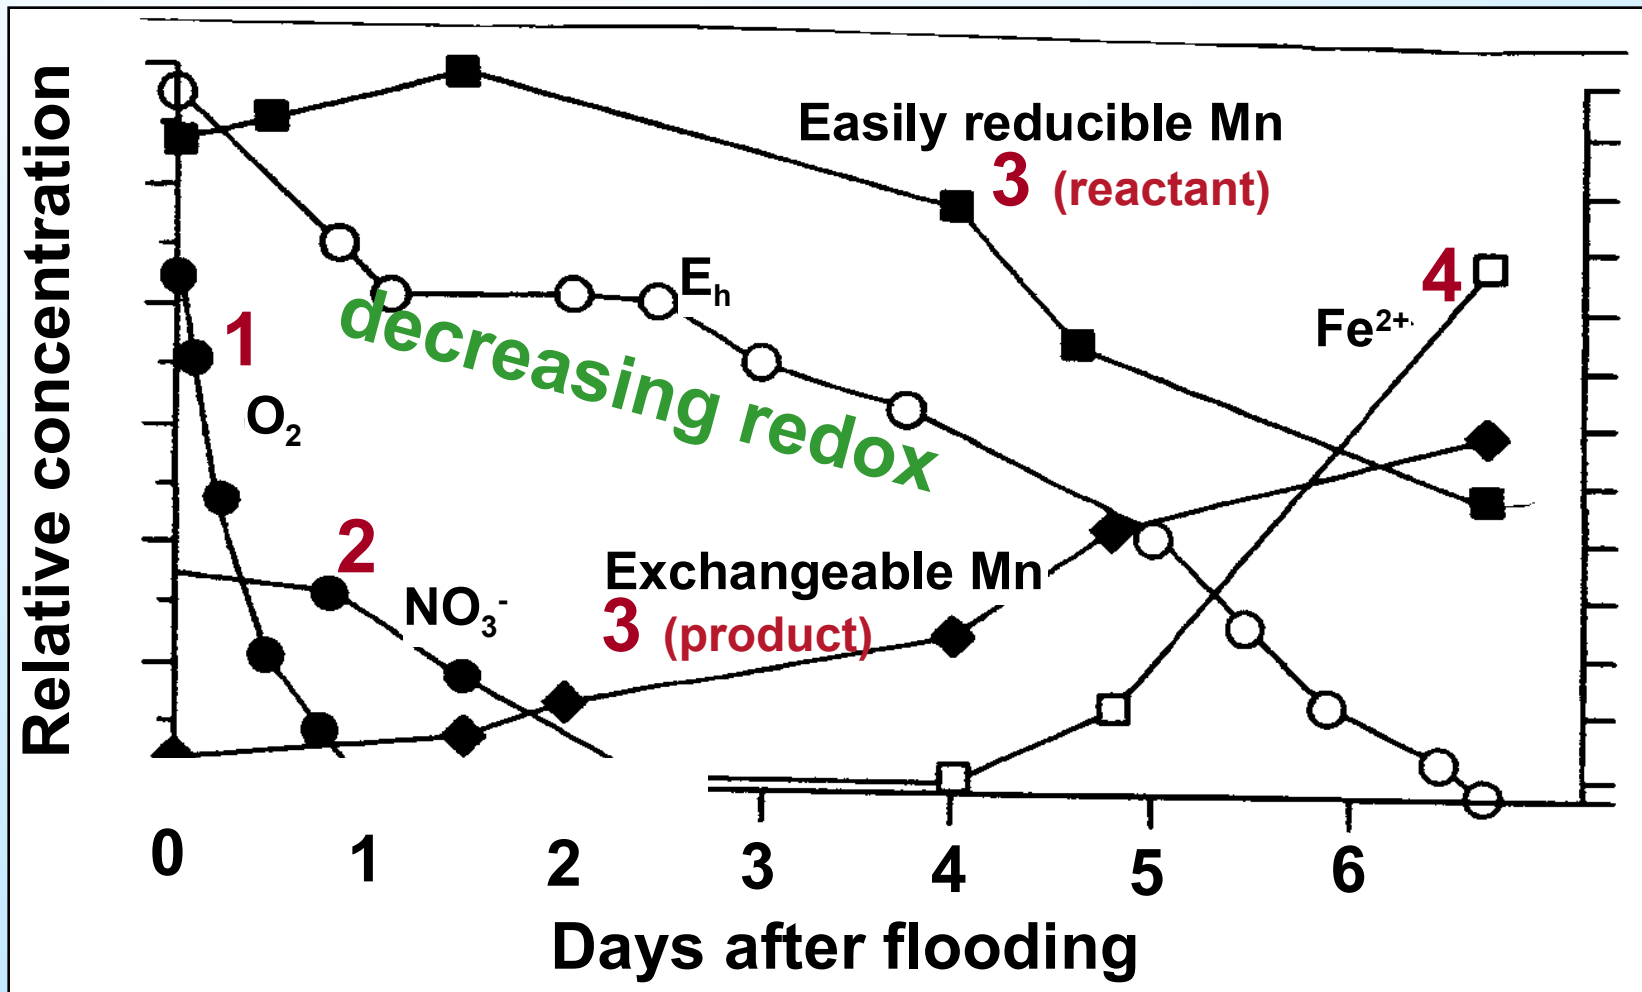 Relative concentration
Easily reducible Mn
3 (reactant)
E_h
4
Fe²⁺
1
decreasing redox
O₂
2
Exchangeable Mn
NO₃⁻
3 (product)
0 1 2 3 4 5 6
Days after flooding